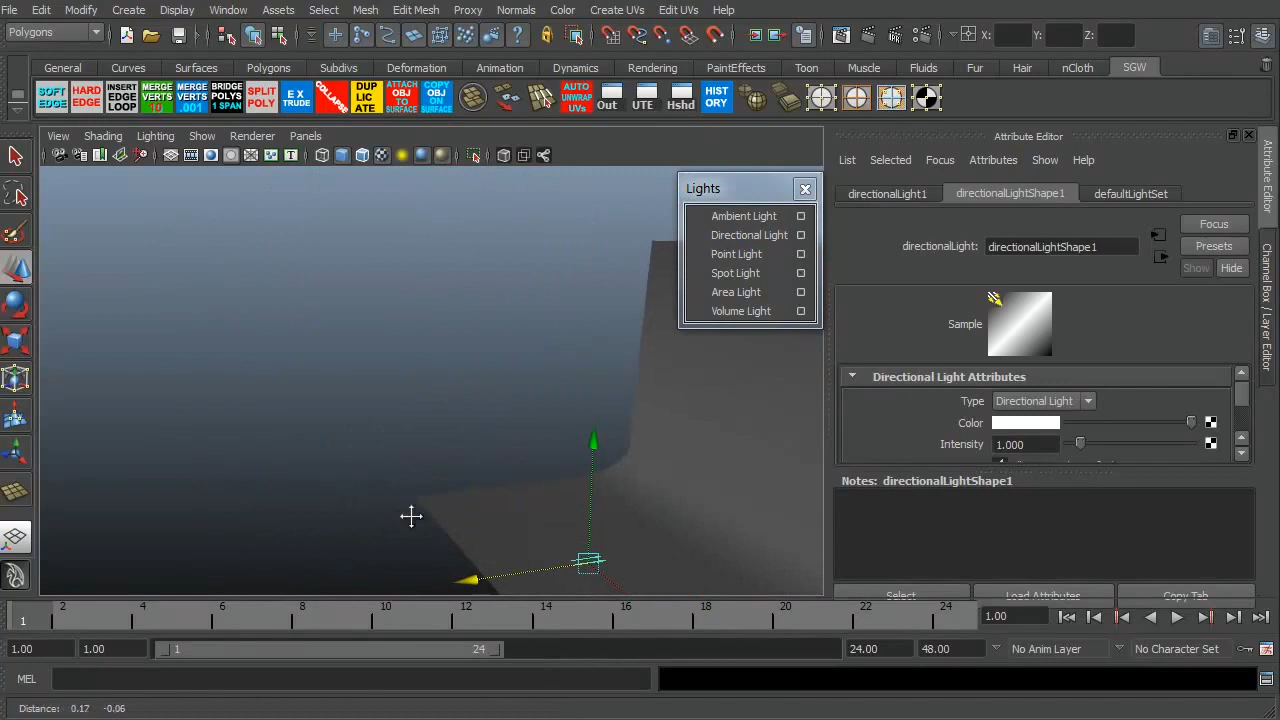 File Edit Modify Create Display Window Assets Select Mesh Edit Mesh Proxy Normals Color Create UVs Edit UVs Help
Polygons X: Y: Z:
General Curves Surfaces Polygons Subdivs Deformation Animation Dynamics Rendering PaintEffects Toon Muscle Fluids Fur Hair nCloth SGW
SOFT EDGE HARD EDGE INSERT EDGE LOOP MERGE VERTS 10 MERGE VERTS .001 BRIDGE POLYS 1 SPAN SPLIT POLY EX TRUDE COLLAPSE DUP LIC ATE ATTACH OBJ TO SURFACE COPY OBJ ON SURFACE AUTO UNWRAP UVs Out UTE Hshd HIST ORY
View Shading Lighting Show Renderer Panels
Lights
Ambient Light
Directional Light
Point Light
Spot Light
Area Light
Volume Light
Attribute Editor
List Selected Focus Attributes Show Help
directionalLight1 directionalLightShape1 defaultLightSet
Focus
directionalLight: directionalLightShape1 Presets
Show Hide
Sample
Directional Light Attributes
Type Directional Light
Color
Intensity 1.000
Notes: directionalLightShape1
Select Load Attributes Copy Tab
Attribute Editor
Channel Box / Layer Editor
1 2 4 6 8 10 12 14 16 18 20 22 24 1.00
1.00 1.00 1 24 24.00 48.00 No Anim Layer No Character Set
MEL
Distance: 0.17 -0.06